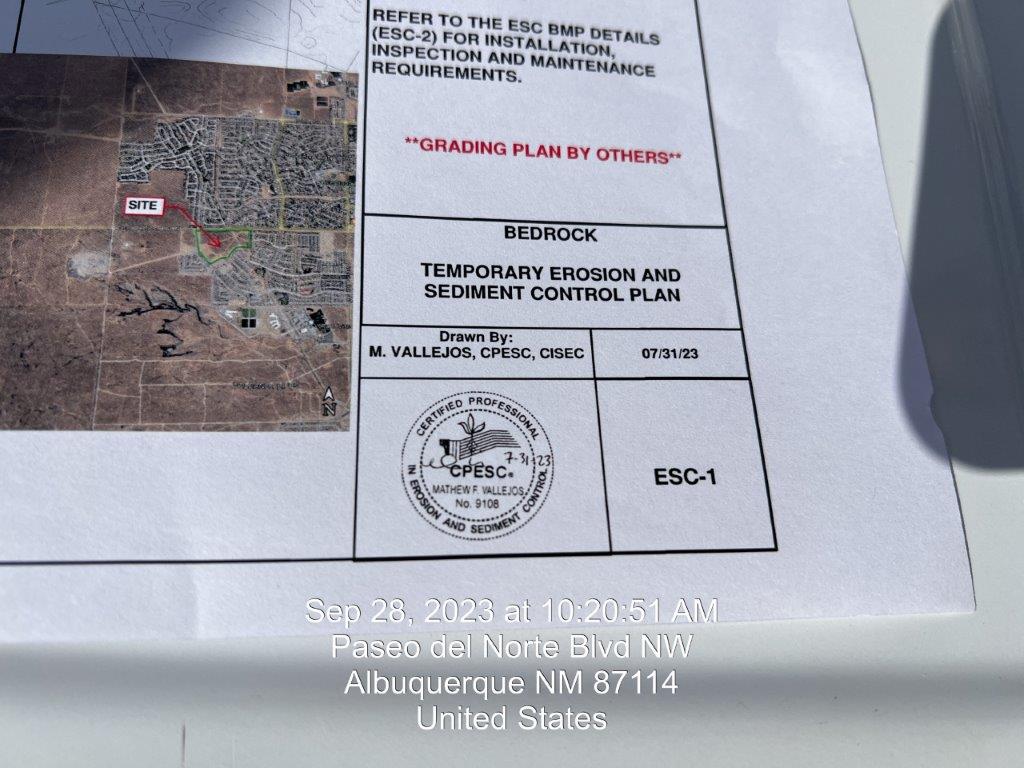 REFER TO THE ESC BMP DETAILS
(ESC-2) FOR INSTALLATION,
INSPECTION AND MAINTENANCE
REQUIREMENTS.
**GRADING PLAN BY OTHERS**
SITE
BEDROCK
TEMPORARY EROSION AND
SEDIMENT CONTROL PLAN
Drawn By:
M. VALLEJOS, CPESC, CISEC
07/31/23
N
CERTIFIED PROFESSIONAL
IN EROSION AND SEDIMENT CONTROL
7-31-23
CPESC®
MATHEW F. VALLEJOS
No. 9108
ESC-1
Sep 28, 2023 at 10:20:51 AM
Paseo del Norte Blvd NW
Albuquerque NM 87114
United States